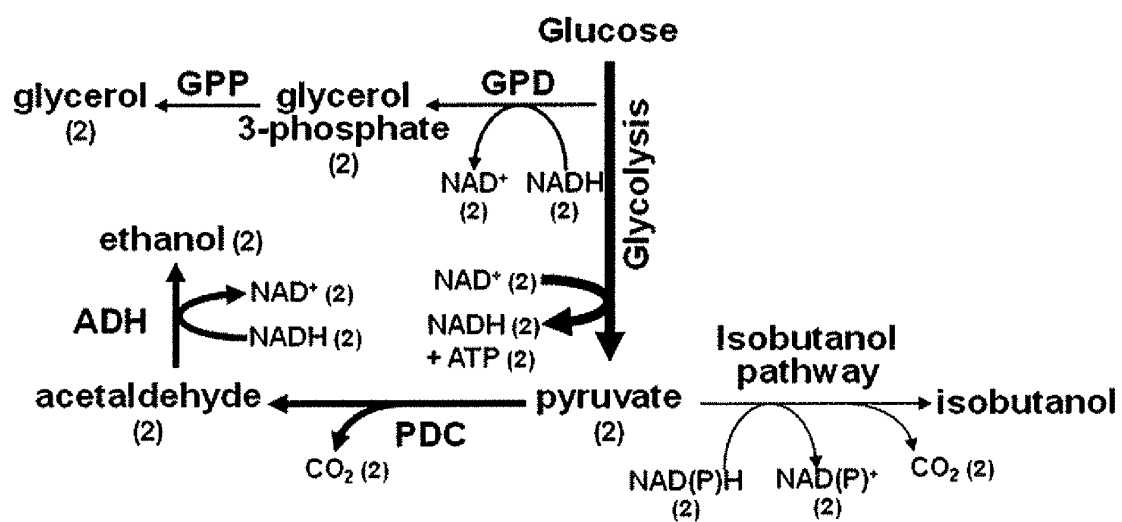 Glucose
glycerol
(2)
GPP
glycerol
3-phosphate
(2)
GPD
NAD⁺
(2)
NADH
(2)
Glycolysis
ethanol (2)
NAD⁺ (2)
NADH (2)
ADH
NAD⁺ (2)
NADH (2)
+ ATP (2)
Isobutanol
pathway
acetaldehyde
(2)
PDC
CO₂ (2)
pyruvate
(2)
isobutanol
NAD(P)H
(2)
NAD(P)⁺
(2)
CO₂ (2)